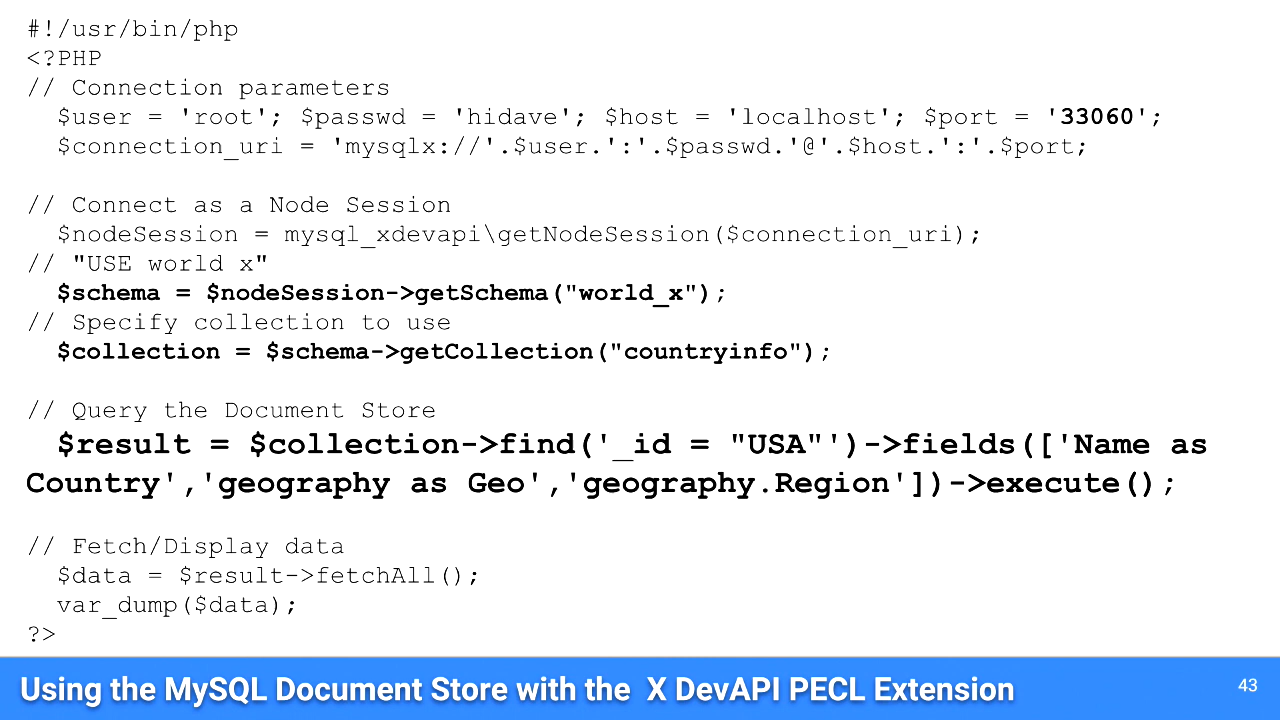 #!/usr/bin/php
<?PHP
// Connection parameters
  $user = 'root'; $passwd = 'hidave'; $host = 'localhost'; $port = '33060';
  $connection_uri = 'mysqlx://'.$user.':'.$passwd.'@'.$host.':'.$port;

// Connect as a Node Session
  $nodeSession = mysql_xdevapi\getNodeSession($connection_uri);
// "USE world x"
  $schema = $nodeSession->getSchema("world_x");
// Specify collection to use
  $collection = $schema->getCollection("countryinfo");

// Query the Document Store
  $result = $collection->find('_id = "USA"')->fields(['Name as
Country','geography as Geo','geography.Region'])->execute();

// Fetch/Display data
  $data = $result->fetchAll();
  var_dump($data);
?>
Using the MySQL Document Store with the  X DevAPI PECL Extension
43